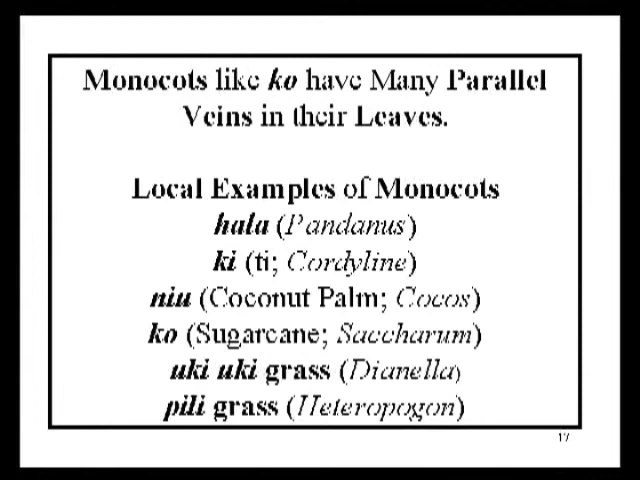 Monocots like ko have Many Parallel
Veins in their Leaves.
Local Examples of Monocots
hala (Pandanus)
ki (ti; Cordyline)
niu (Coconut Palm; Cocos)
ko (Sugarcane; Saccharum)
uki uki grass (Dianella)
pili grass (Heteropogon)
17